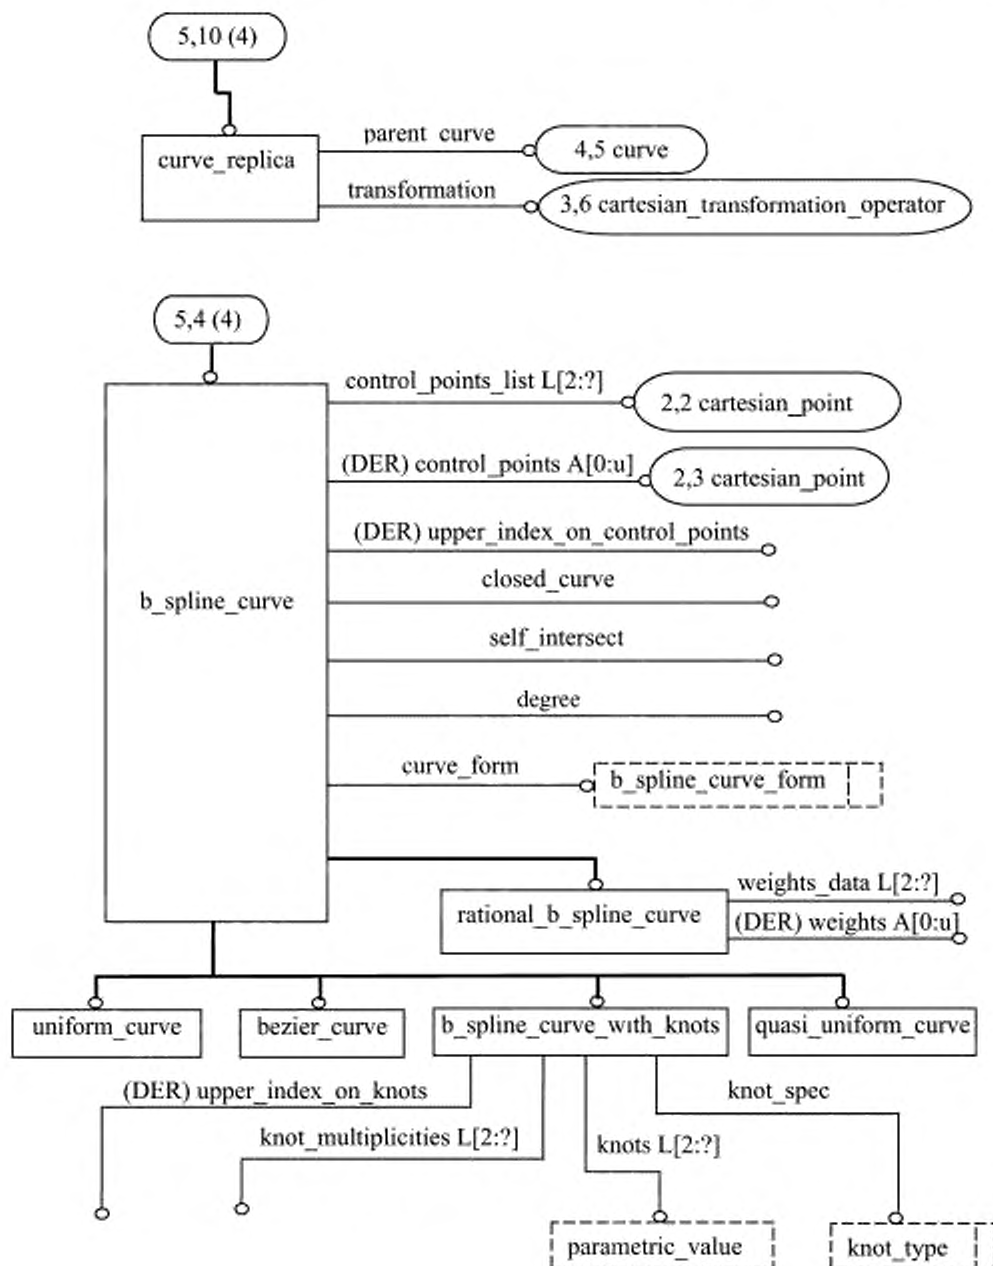 5,10 (4)
parent_curve
curve_replica
4,5 curve
transformation
3,6 cartesian_transformation_operator
5,4 (4)
control_points_list L[2:?]
2,2 cartesian_point
(DER) control_points A[0:u]
2,3 cartesian_point
(DER) upper_index_on_control_points
closed_curve
b_spline_curve
self_intersect
degree
curve_form
b_spline_curve_form
weights_data L[2:?]
rational_b_spline_curve
(DER) weights A[0:u]
uniform_curve
bezier_curve
b_spline_curve_with_knots
quasi_uniform_curve
(DER) upper_index_on_knots
knot_spec
knot_multiplicities L[2:?]
knots L[2:?]
parametric_value
knot_type